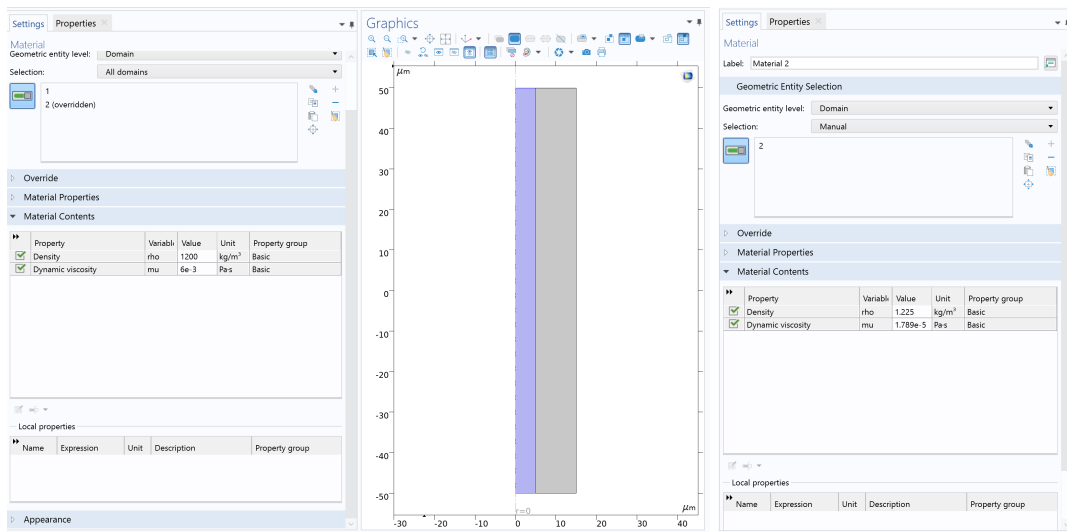 Settings Properties
Material
Geometric entity level: Domain
Selection: All domains
1
2 (overridden)
Override
Material Properties
Material Contents
Property Variabl Value Unit Property group
Density rho 1200 kg/m³ Basic
Dynamic viscosity mu 6e-3 Pa·s Basic
Local properties
Name Expression Unit Description Property group
Appearance
Graphics
μm
50
40
30
20
10
0
-10
-20
-30
-40
-50
r=0
μm
-30 -20 -10 0 10 20 30 40
Settings Properties
Material
Label: Material 2
Geometric Entity Selection
Geometric entity level: Domain
Selection: Manual
2
Override
Material Properties
Material Contents
Property Variabl Value Unit Property group
Density rho 1.225 kg/m³ Basic
Dynamic viscosity mu 1.789e-5 Pa·s Basic
Local properties
Name Expression Unit Description Property group